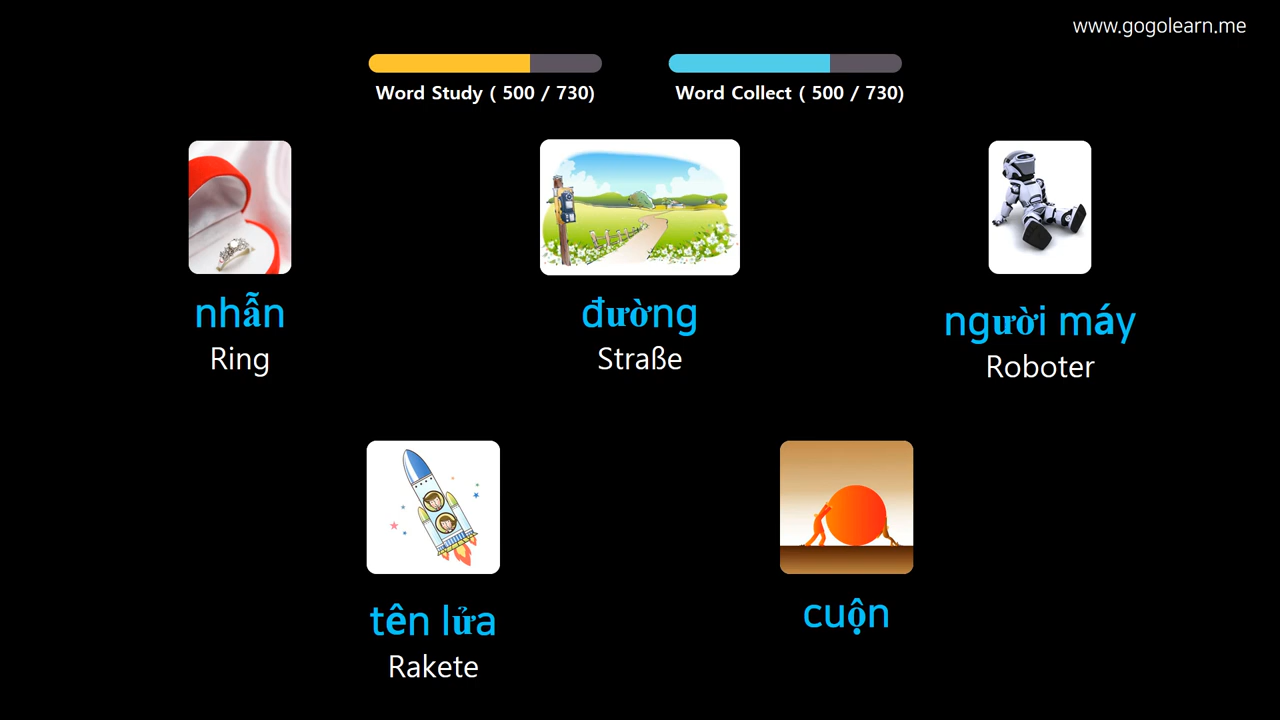 www.gogolearn.me
Word Study ( 500 / 730)
Word Collect ( 500 / 730)
nhẫn
Ring
đường
Straße
người máy
Roboter
tên lửa
Rakete
cuộn